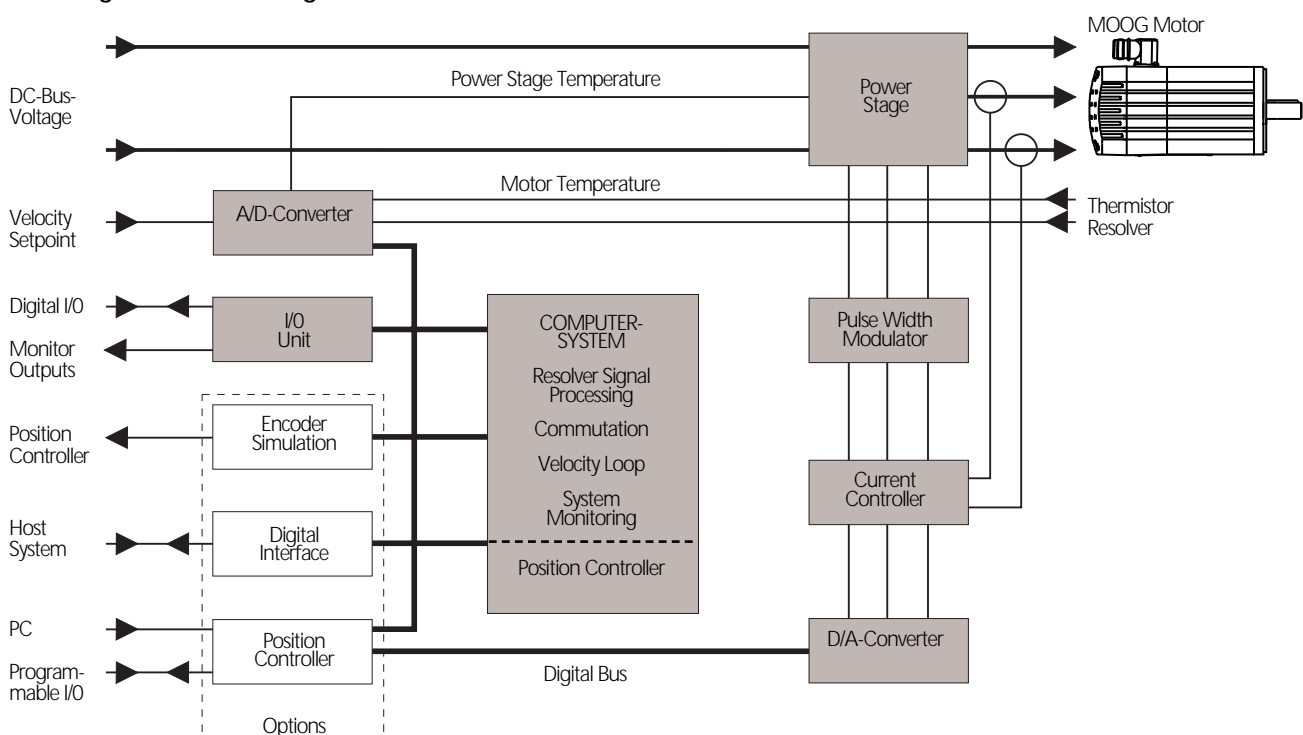 MOOG Motor
Power Stage Temperature
Power
Stage
DC-Bus-
Voltage
Motor Temperature
A/D-Converter
Thermistor
Resolver
Velocity
Setpoint
Digital I/0
I/0
Unit
COMPUTER-
SYSTEM
Pulse Width
Modulator
Monitor
Outputs
Resolver Signal
Processing
Encoder
Simulation
Commutation
Position
Controller
Velocity Loop
Current
Controller
System
Monitoring
Host
System
Digital
Interface
Position Controller
PC
Position
Controller
D/A-Converter
Program-
mable I/0
Digital Bus
Options